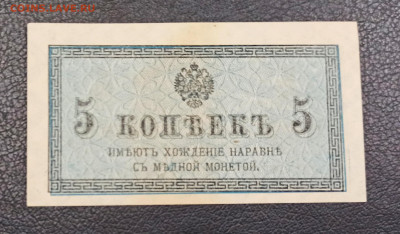 5 КОПѢЕКЪ 5
ИМѢЮТЪ ХОЖДЕНІЕ НАРАВНѢ
СЪ МѢДНОЙ МОНЕТОЙ.